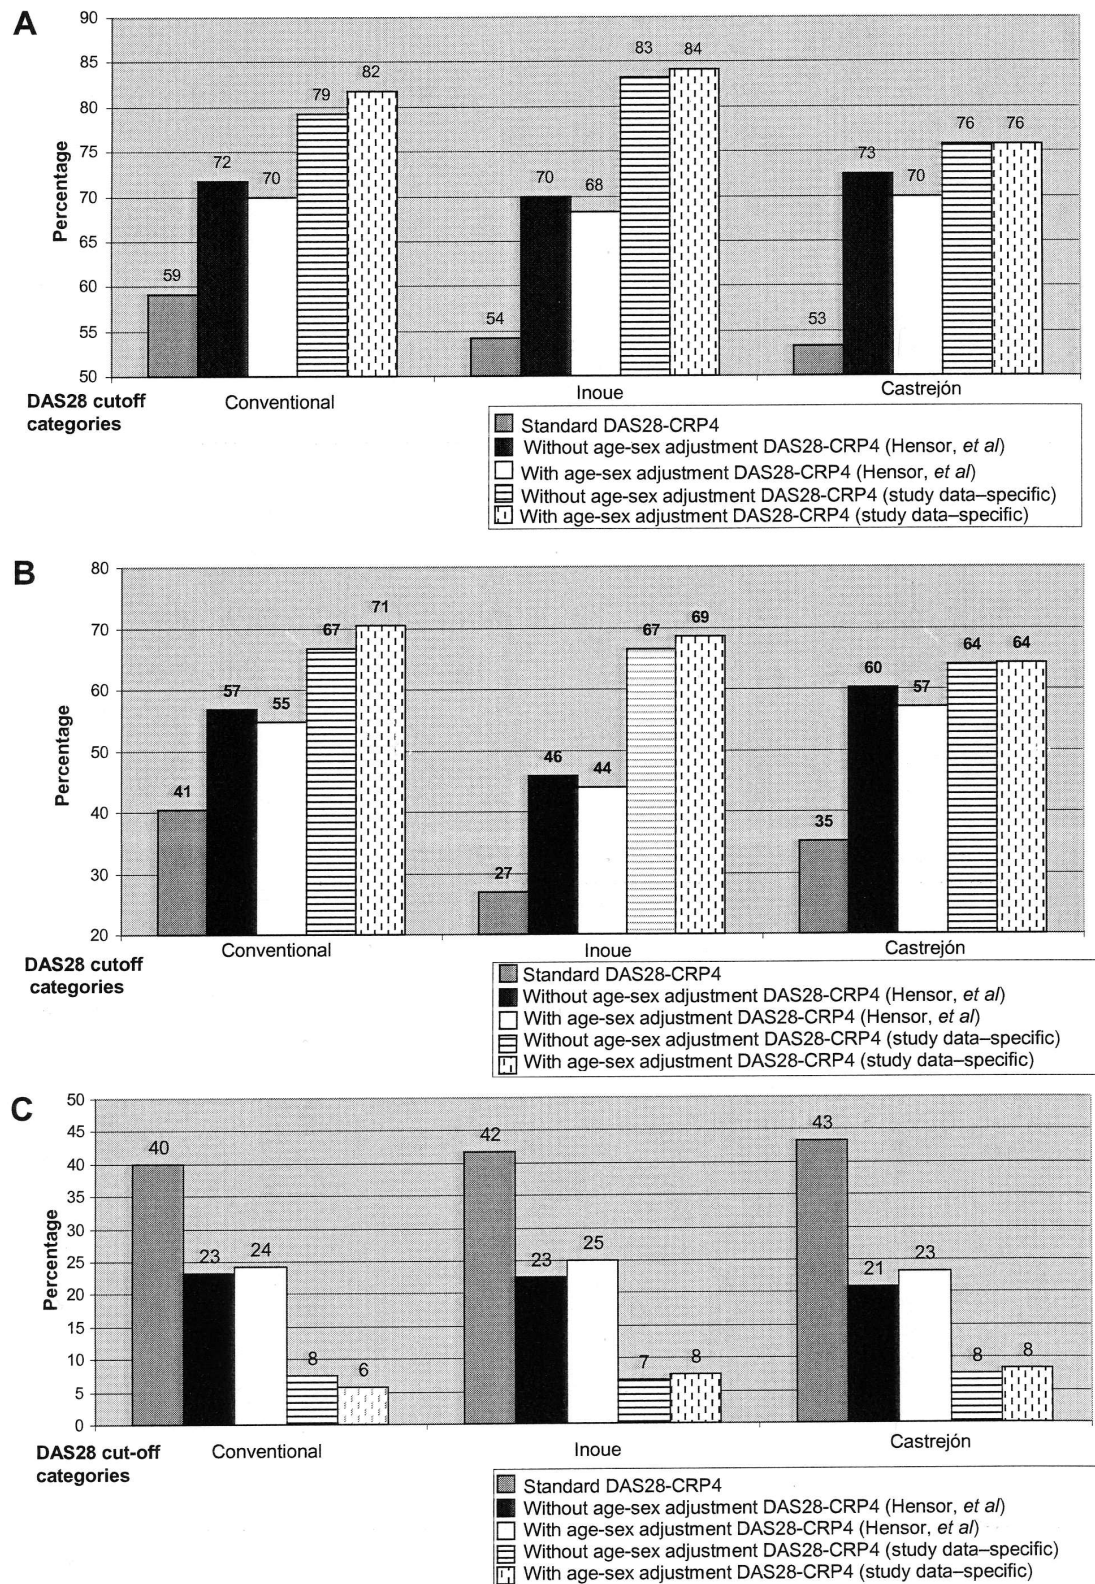 A
90
85
80
75
70
65
60
55
50
Percentage
59
72
70
79
82
54
70
68
83
84
53
73
70
76
76
DAS28 cutoff
categories
Conventional
Inoue
Castrejón
Standard DAS28-CRP4
Without age-sex adjustment DAS28-CRP4 (Hensor, et al)
With age-sex adjustment DAS28-CRP4 (Hensor, et al)
Without age-sex adjustment DAS28-CRP4 (study data–specific)
With age-sex adjustment DAS28-CRP4 (study data–specific)
B
80
70
60
50
40
30
20
Percentage
41
57
55
67
71
27
46
44
67
69
35
60
57
64
64
DAS28 cutoff
categories
Conventional
Inoue
Castrejón
Standard DAS28-CRP4
Without age-sex adjustment DAS28-CRP4 (Hensor, et al)
With age-sex adjustment DAS28-CRP4 (Hensor, et al)
Without age-sex adjustment DAS28-CRP4 (study data–specific)
With age-sex adjustment DAS28-CRP4 (study data–specific)
C
50
45
40
35
30
25
20
15
10
5
0
Percentage
40
23
24
8
6
42
23
25
7
8
43
21
23
8
8
DAS28 cut-off
categories
Conventional
Inoue
Castrejón
Standard DAS28-CRP4
Without age-sex adjustment DAS28-CRP4 (Hensor, et al)
With age-sex adjustment DAS28-CRP4 (Hensor, et al)
Without age-sex adjustment DAS28-CRP4 (study data–specific)
With age-sex adjustment DAS28-CRP4 (study data–specific)